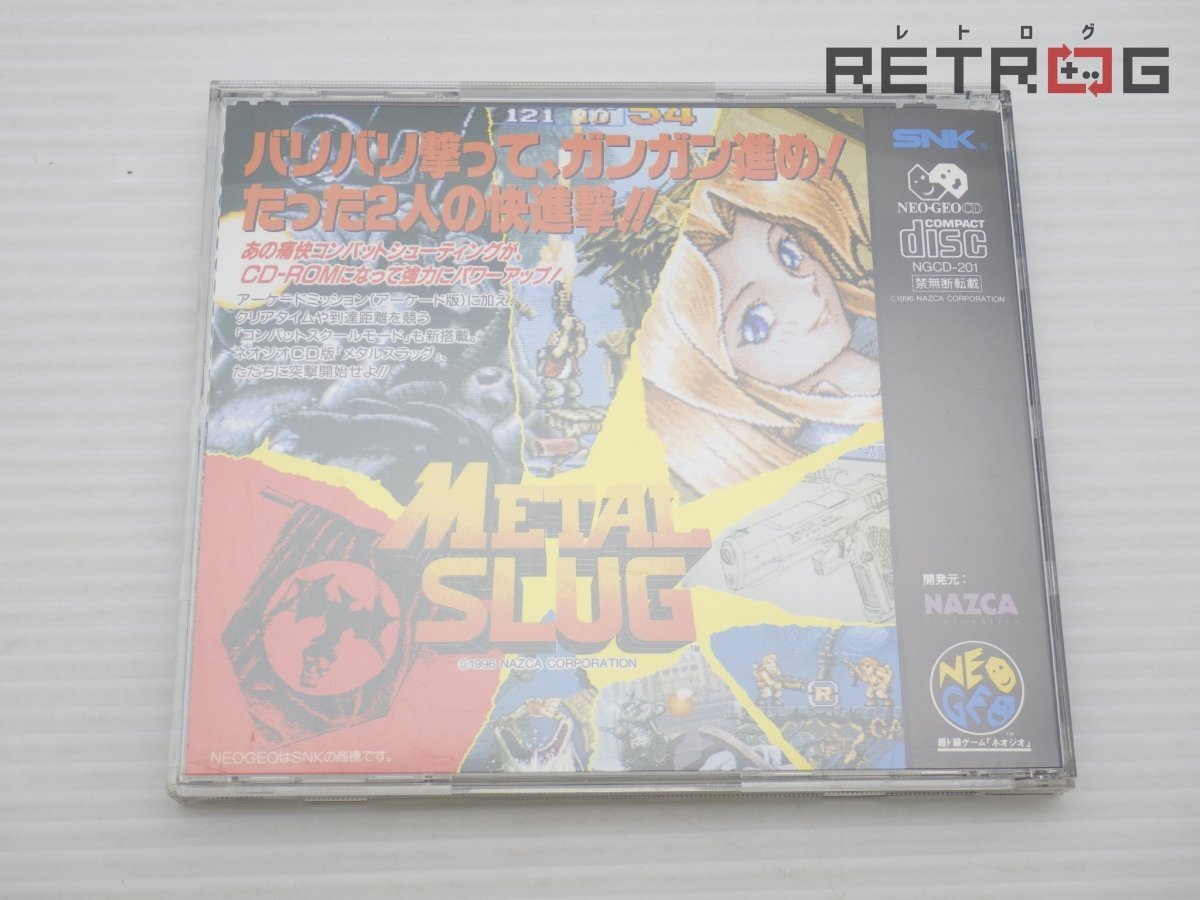 レトログ
RETROG
121 10 54
バリバリ撃って、ガンガン進め!
たった2人の快進撃!!
あの痛快コンバットシューティングが、
CD-ROMになって強力にパワーアップ!
アーケードミッション(アーケード版)に加え、
クリアタイムや到達距離を競う
「コンバットスクールモード」も新搭載。
ネオジオCD版「メタルスラッグ」、
ただちに突撃開始せよ!!
SNK®
NEO・GEO CD
COMPACT
disc
NGCD-201
禁無断転載
©1996 NAZCA CORPORATION
METAL
SLUG™
©1996 NAZCA CORPORATION
R
開発元:
NAZCA
CORPORATION
NEO
GEO™
超ド級ゲーム「ネオジオ」
NEOGEOはSNKの商標です。